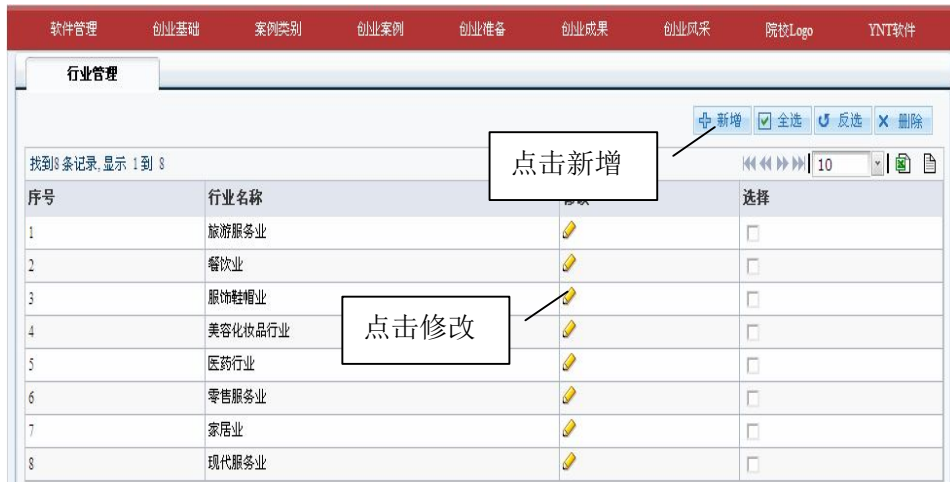 软件管理 创业基础 案例类别 创业案例 创业准备 创业成果 创业风采 院校Logo YNT软件
行业管理
新增 全选 反选 删除
点击新增
找到8条记录,显示 1到 8 10
序号 行业名称 修改 选择
1 旅游服务业
2 餐饮业
3 服饰鞋帽业
点击修改
4 美容化妆品行业
5 医药行业
6 零售服务业
7 家居业
8 现代服务业